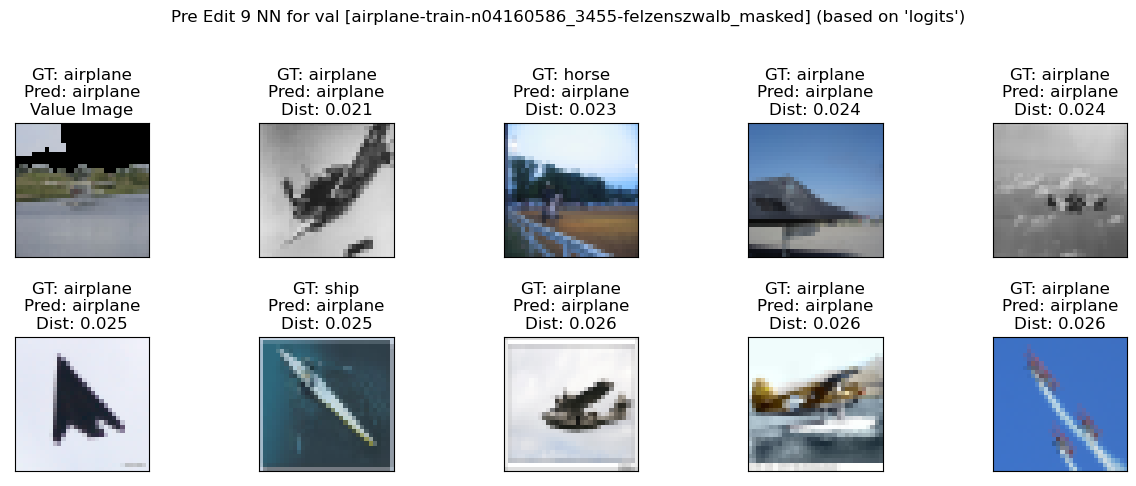 Pre Edit 9 NN for val [airplane-train-n04160586_3455-felzenszwalb_masked] (based on 'logits')
GT: airplane
Pred: airplane
Value Image
GT: airplane
Pred: airplane
Dist: 0.021
GT: horse
Pred: airplane
Dist: 0.023
GT: airplane
Pred: airplane
Dist: 0.024
GT: airplane
Pred: airplane
Dist: 0.024
GT: airplane
Pred: airplane
Dist: 0.025
GT: ship
Pred: airplane
Dist: 0.025
GT: airplane
Pred: airplane
Dist: 0.026
GT: airplane
Pred: airplane
Dist: 0.026
GT: airplane
Pred: airplane
Dist: 0.026